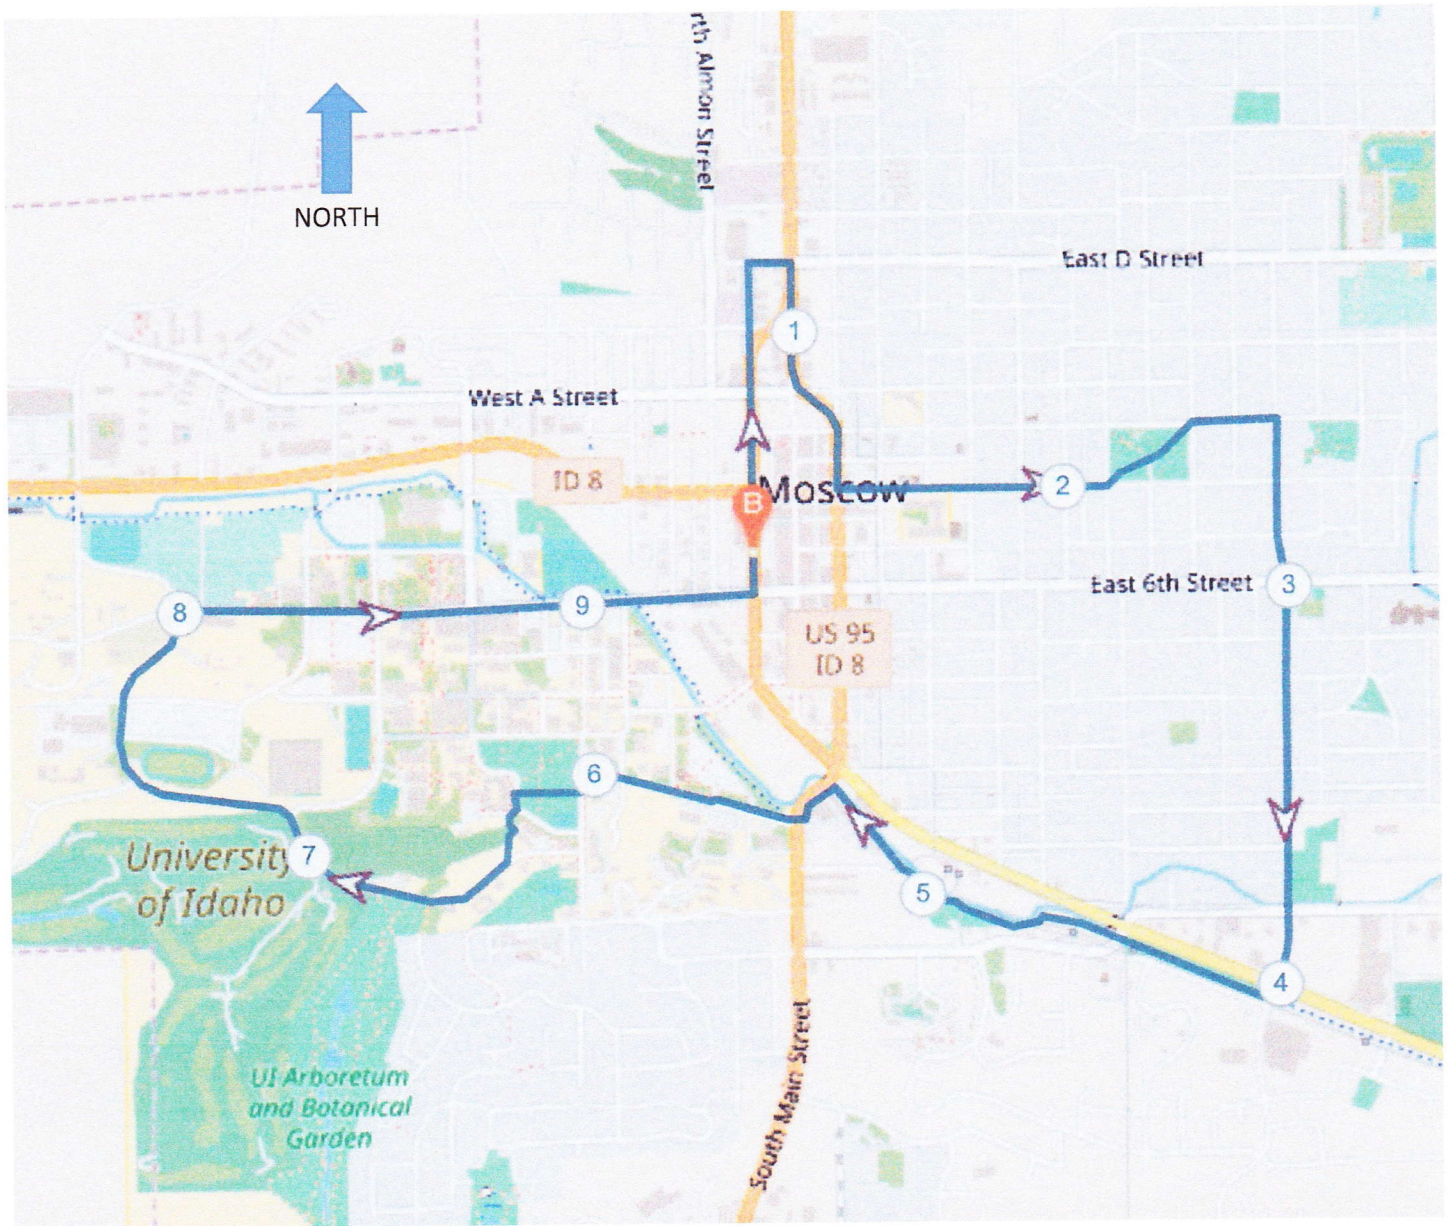 rth Almon Street
NORTH
East D Street
1
West A Street
ID 8
B
Moscow
2
East 6th Street
3
8
9
US 95
ID 8
6
7
University
of Idaho
5
4
UI Arboretum
and Botanical
Garden
South Main Street